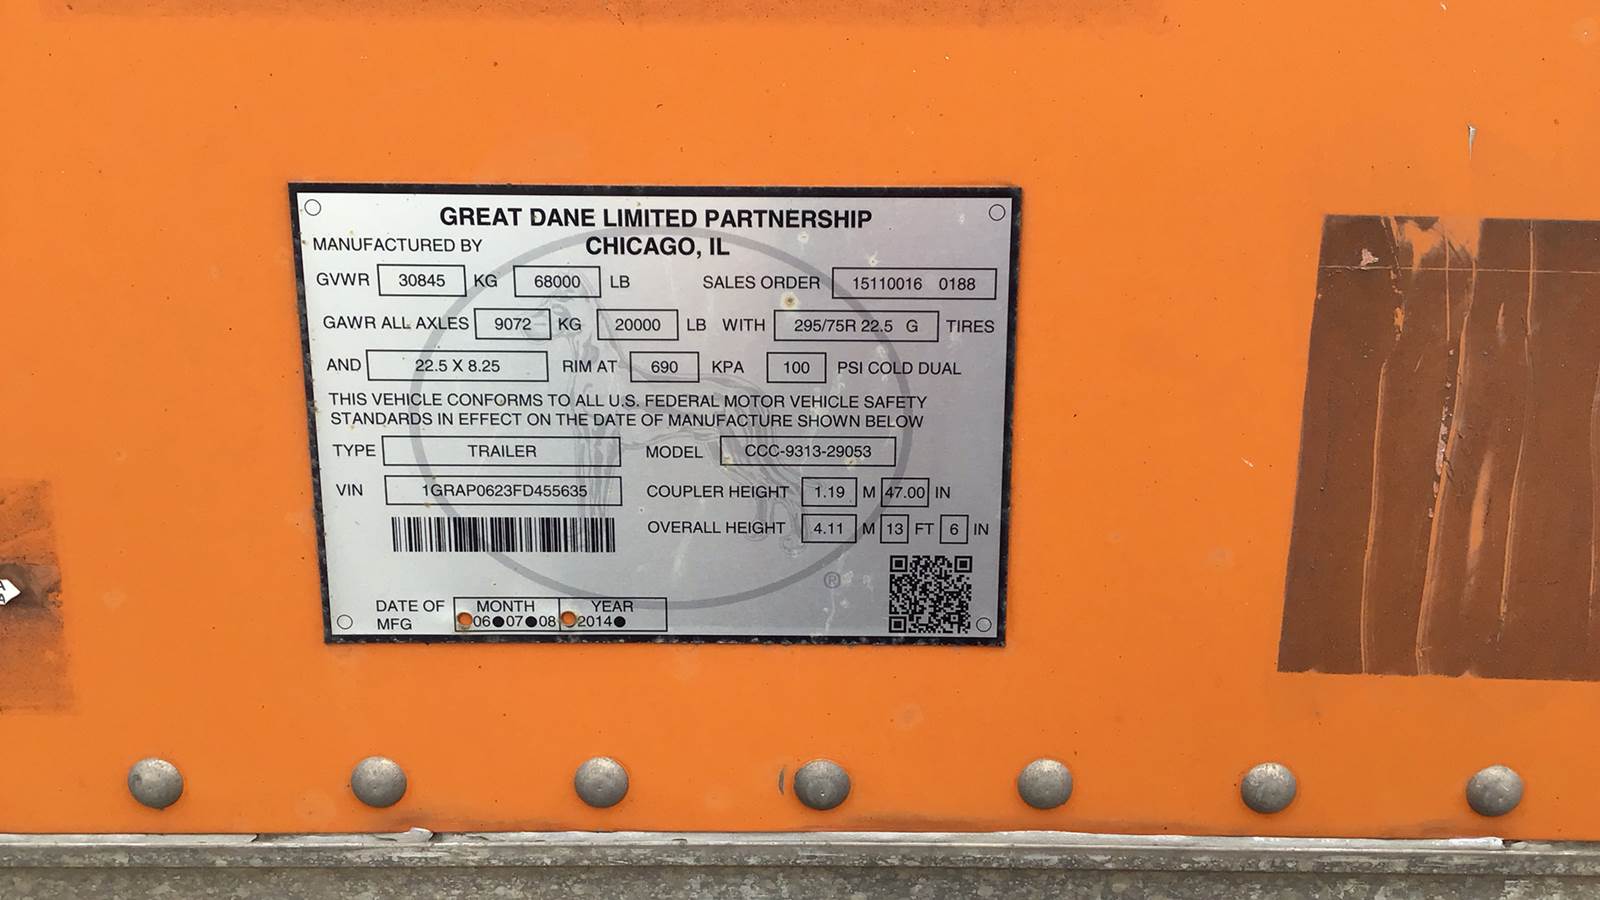 GREAT DANE LIMITED PARTNERSHIP
MANUFACTURED BY CHICAGO, IL
GVWR 30845 KG 68000 LB SALES ORDER 15110016 0188
GAWR ALL AXLES 9072 KG 20000 LB WITH 295/75R 22.5 G TIRES
AND 22.5 X 8.25 RIM AT 690 KPA 100 PSI COLD DUAL
THIS VEHICLE CONFORMS TO ALL U.S. FEDERAL MOTOR VEHICLE SAFETY
STANDARDS IN EFFECT ON THE DATE OF MANUFACTURE SHOWN BELOW
TYPE TRAILER MODEL CCC-9313-29053
VIN 1GRAP0623FD455635 COUPLER HEIGHT 1.19 M 47.00 IN
OVERALL HEIGHT 4.11 M 13 FT 6 IN
®
DATE OF MFG MONTH YEAR
06●07●08 2014●